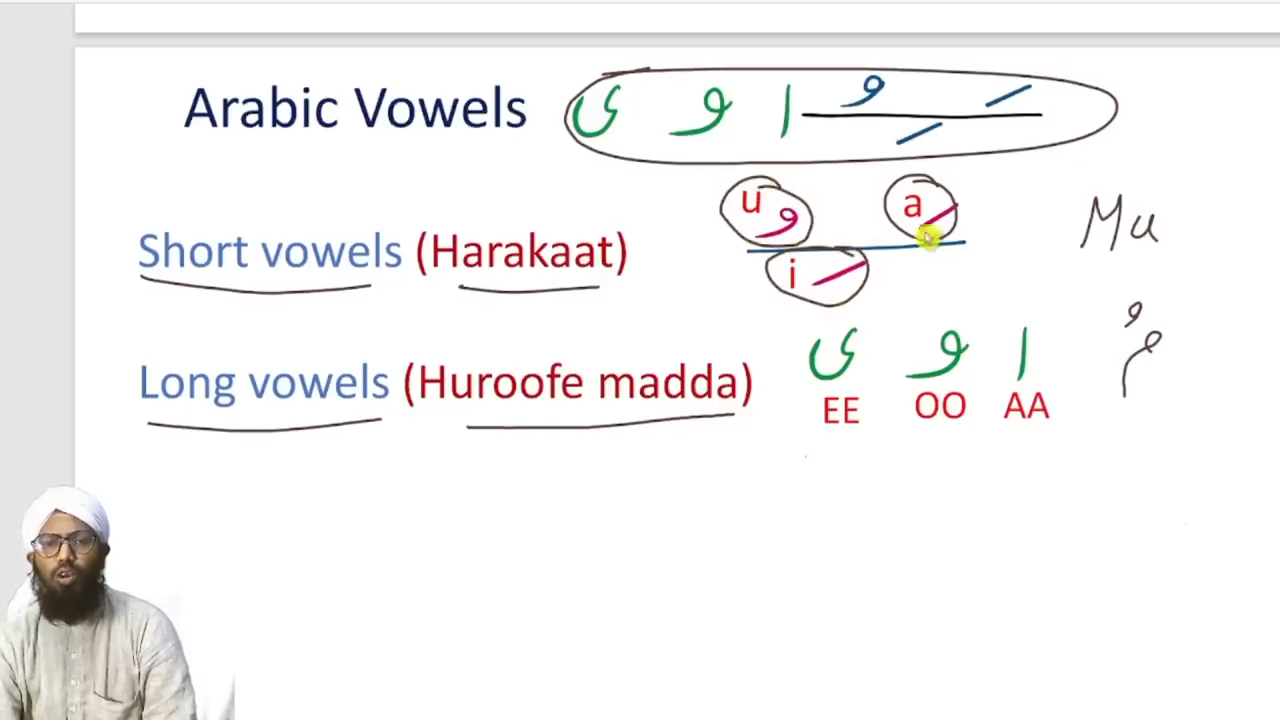 Arabic Vowels ى و ا ُ َ ِ
u a
Short vowels (Harakaat) Mu
i
ى و ا مُ
Long vowels (Huroofe madda)
EE OO AA